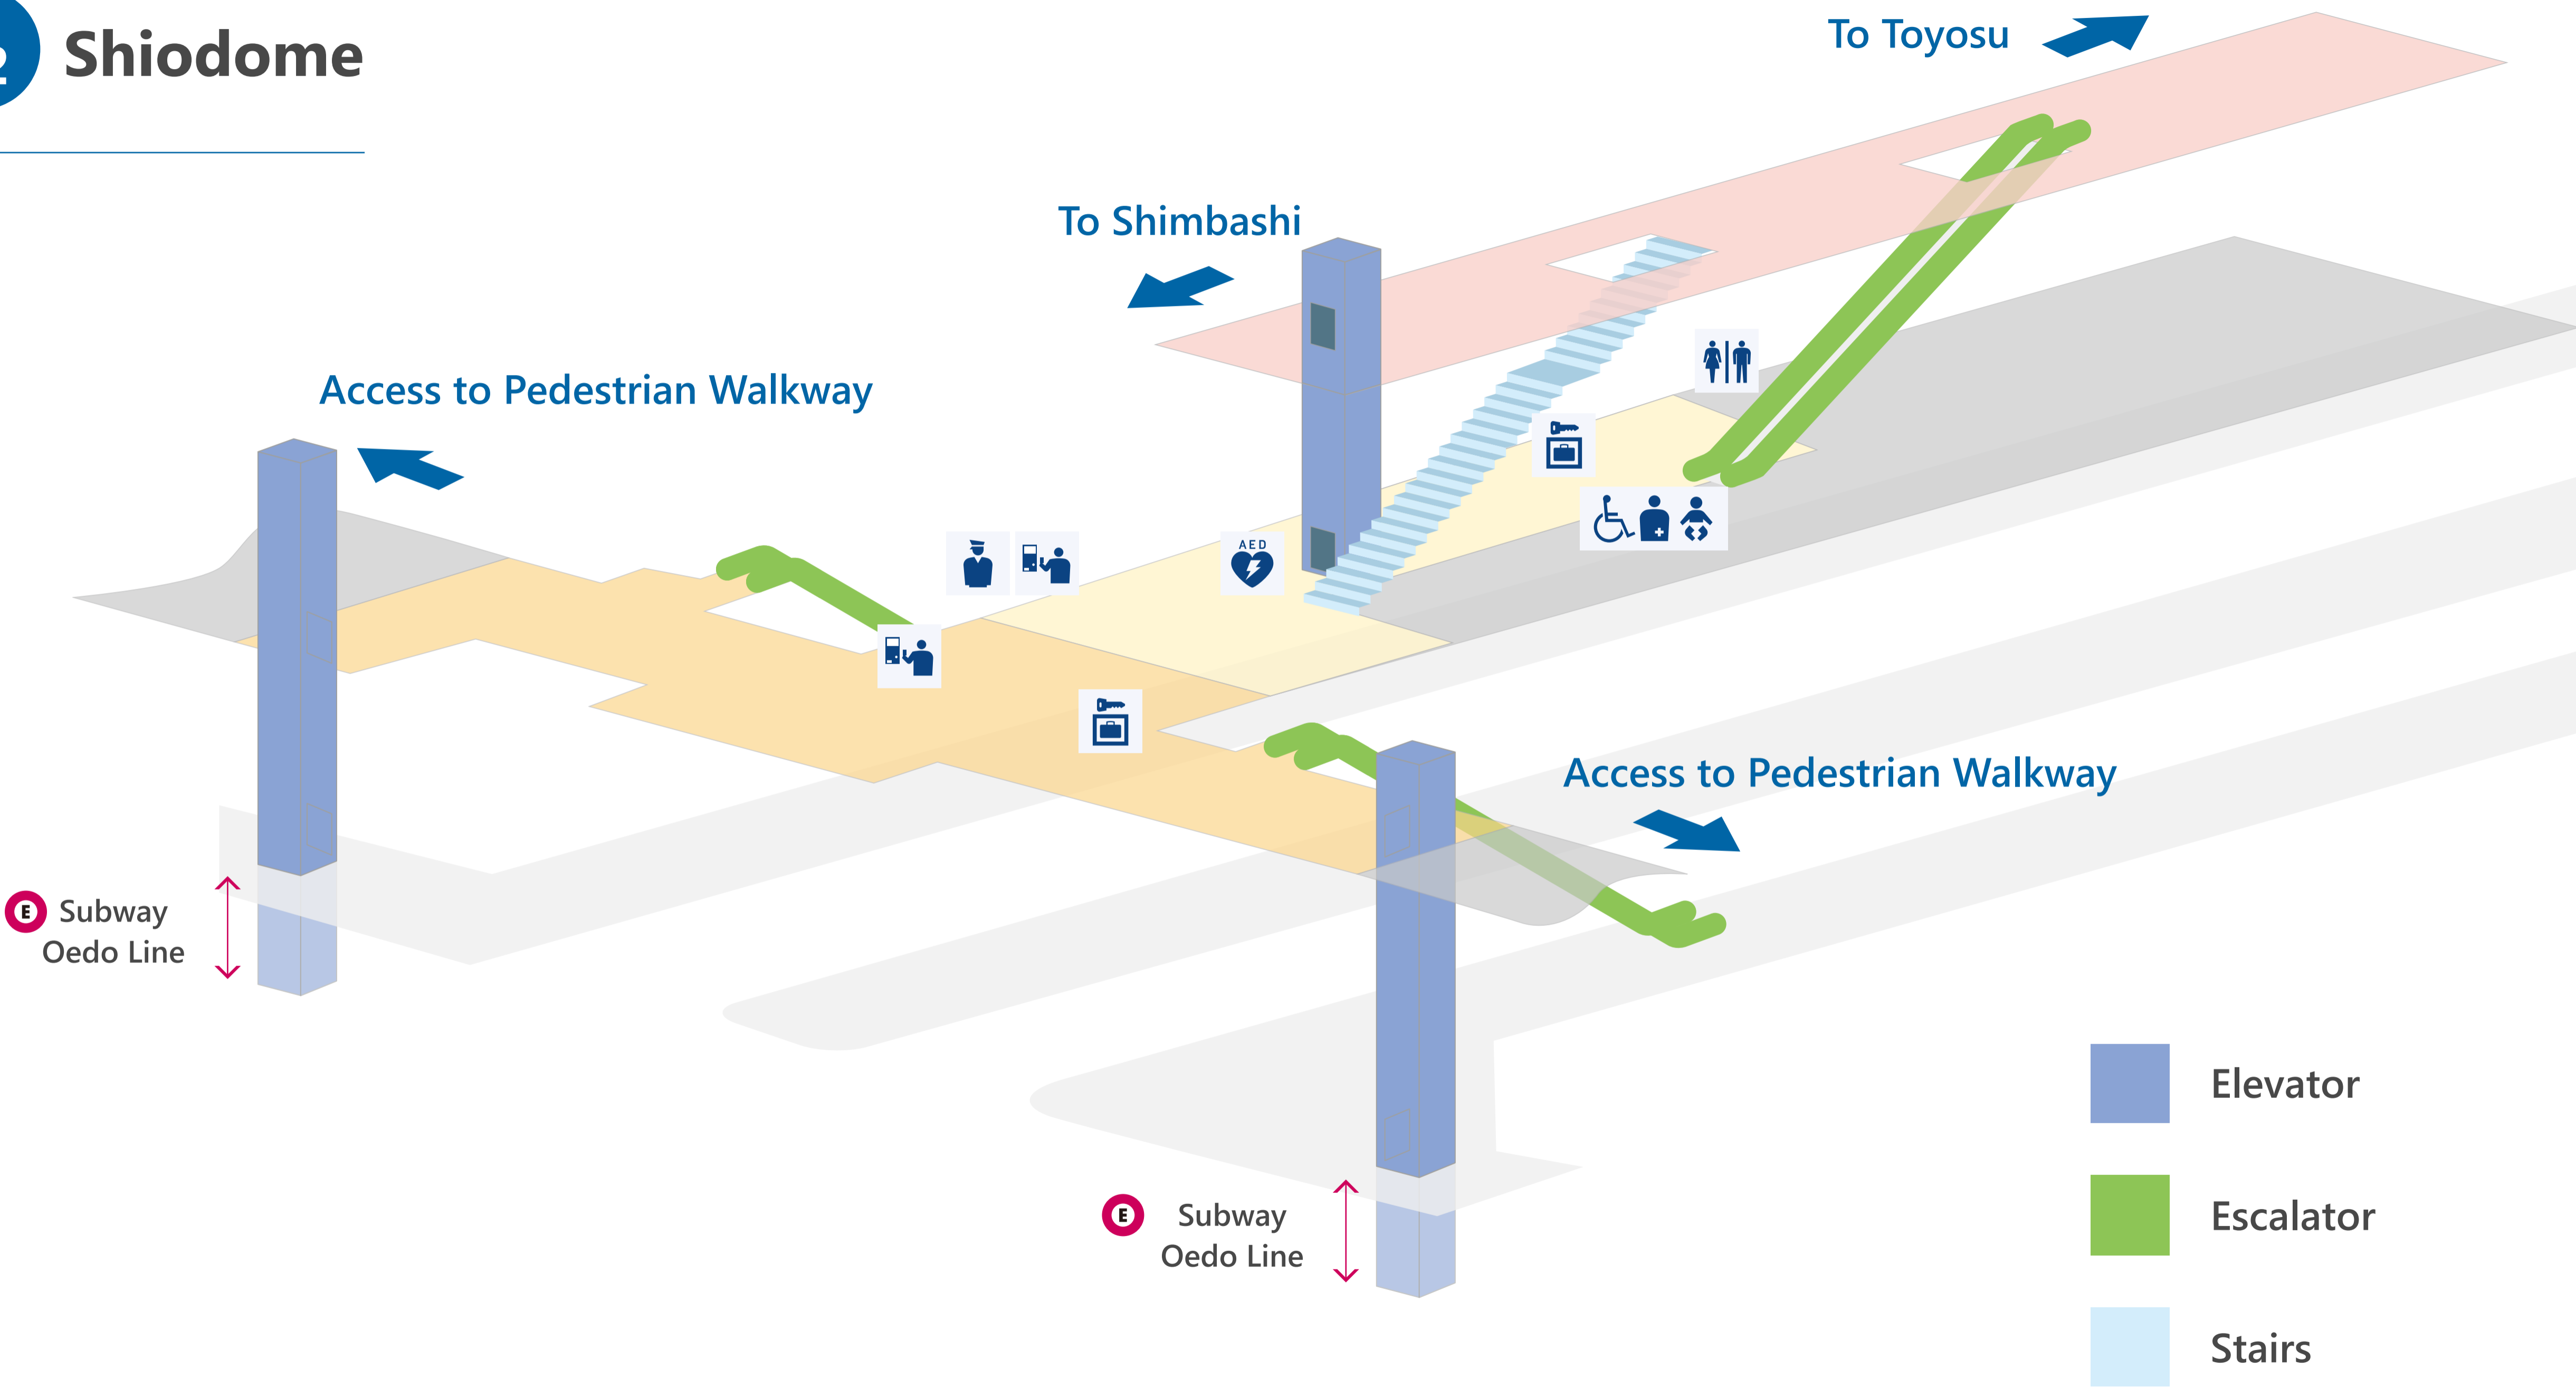 2 Shiodome
To Toyosu
To Shimbashi
Access to Pedestrian Walkway
AED
Access to Pedestrian Walkway
E Subway
Oedo Line
E Subway
Oedo Line
Elevator
Escalator
Stairs